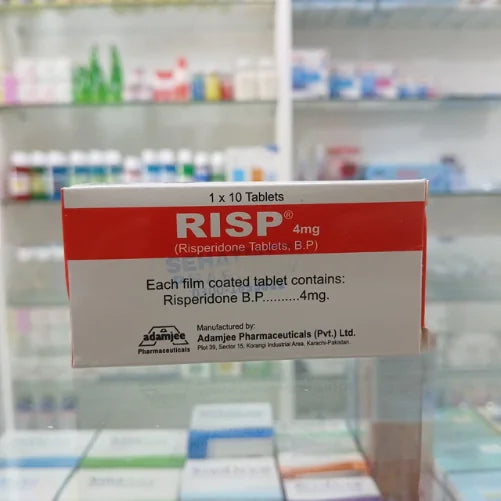 1 x 10 Tablets
RISP® 4mg
(Risperidone Tablets, B.P)
Each film coated tablet contains:
Risperidone B.P..........4mg.
adamjee
Pharmaceuticals
Manufactured by:
Adamjee Pharmaceuticals (Pvt.) Ltd.
Plot 39, Sector 15, Korangi Industrial Area, Karachi-Pakistan.